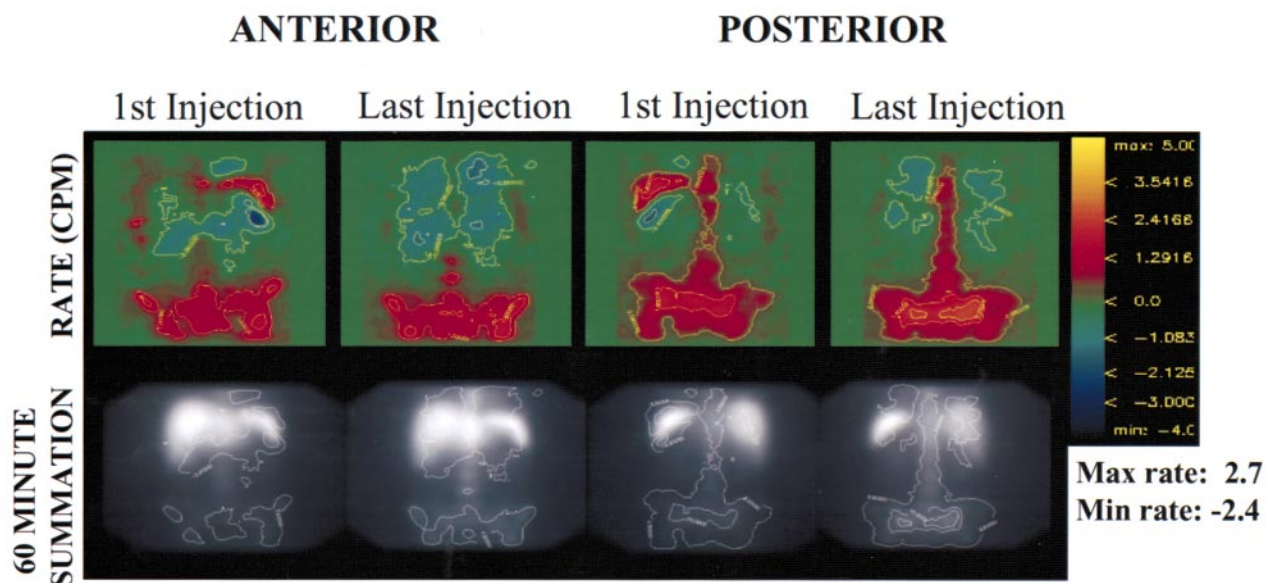 ANTERIOR POSTERIOR
1st Injection Last Injection 1st Injection Last Injection
RATE (CPM)
max: 5.00
< 3.5416
< 2.4166
< 1.2916
< 0.0
< -1.083
< -2.125
< -3.000
min: -4.0
60 MINUTE
SUMMATION
Max rate: 2.7
Min rate: -2.4